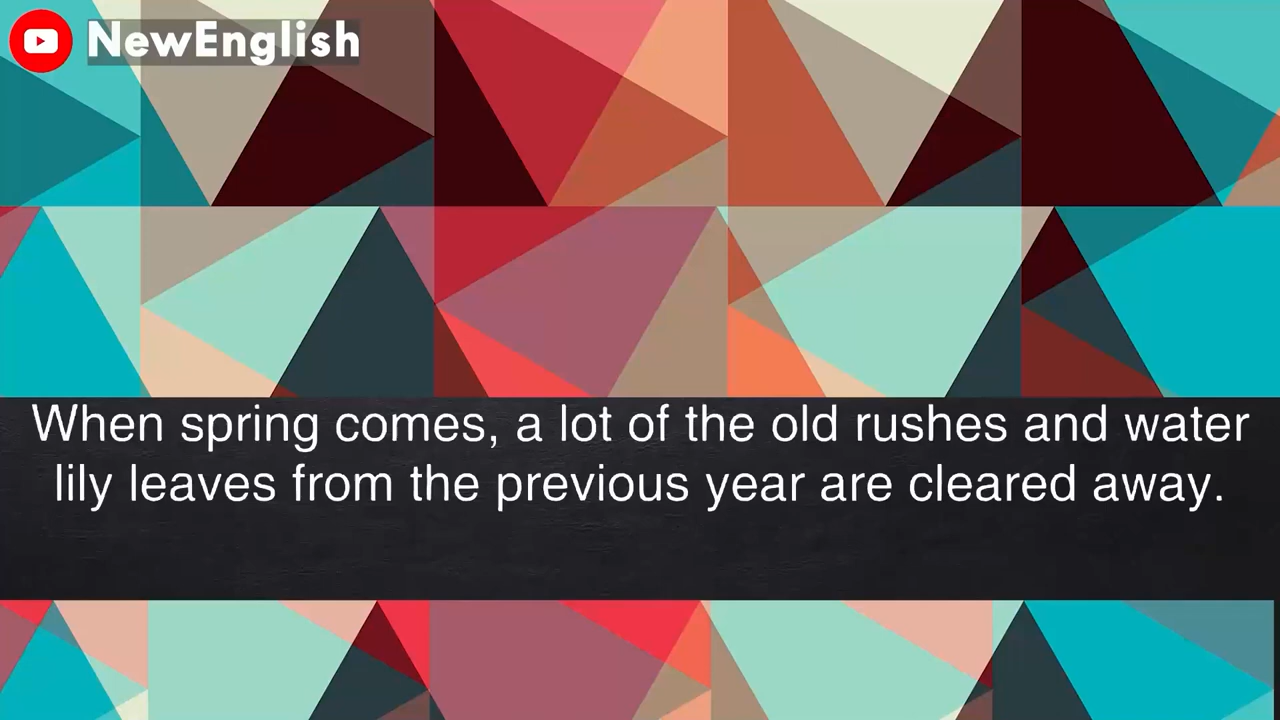 NewEnglish
When spring comes, a lot of the old rushes and water
lily leaves from the previous year are cleared away.